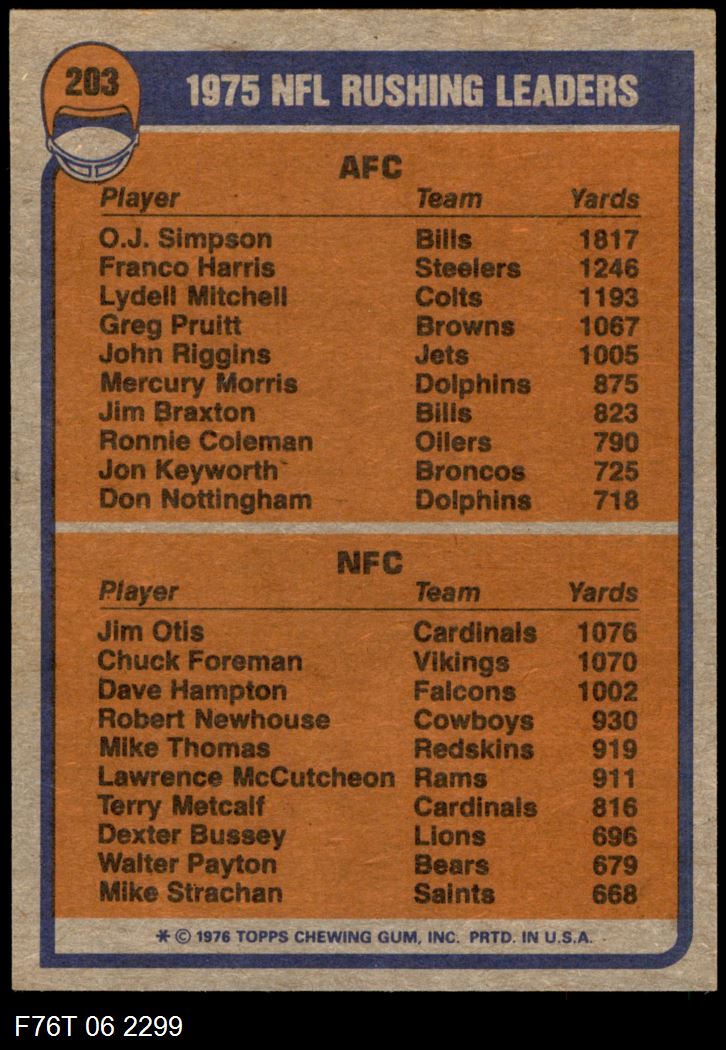 203
1975 NFL RUSHING LEADERS
AFC
Player Team Yards
O.J. Simpson Bills 1817
Franco Harris Steelers 1246
Lydell Mitchell Colts 1193
Greg Pruitt Browns 1067
John Riggins Jets 1005
Mercury Morris Dolphins 875
Jim Braxton Bills 823
Ronnie Coleman Oilers 790
Jon Keyworth Broncos 725
Don Nottingham Dolphins 718
NFC
Player Team Yards
Jim Otis Cardinals 1076
Chuck Foreman Vikings 1070
Dave Hampton Falcons 1002
Robert Newhouse Cowboys 930
Mike Thomas Redskins 919
Lawrence McCutcheon Rams 911
Terry Metcalf Cardinals 816
Dexter Bussey Lions 696
Walter Payton Bears 679
Mike Strachan Saints 668
* © 1976 TOPPS CHEWING GUM, INC. PRTD. IN U.S.A.
F76T 06 2299